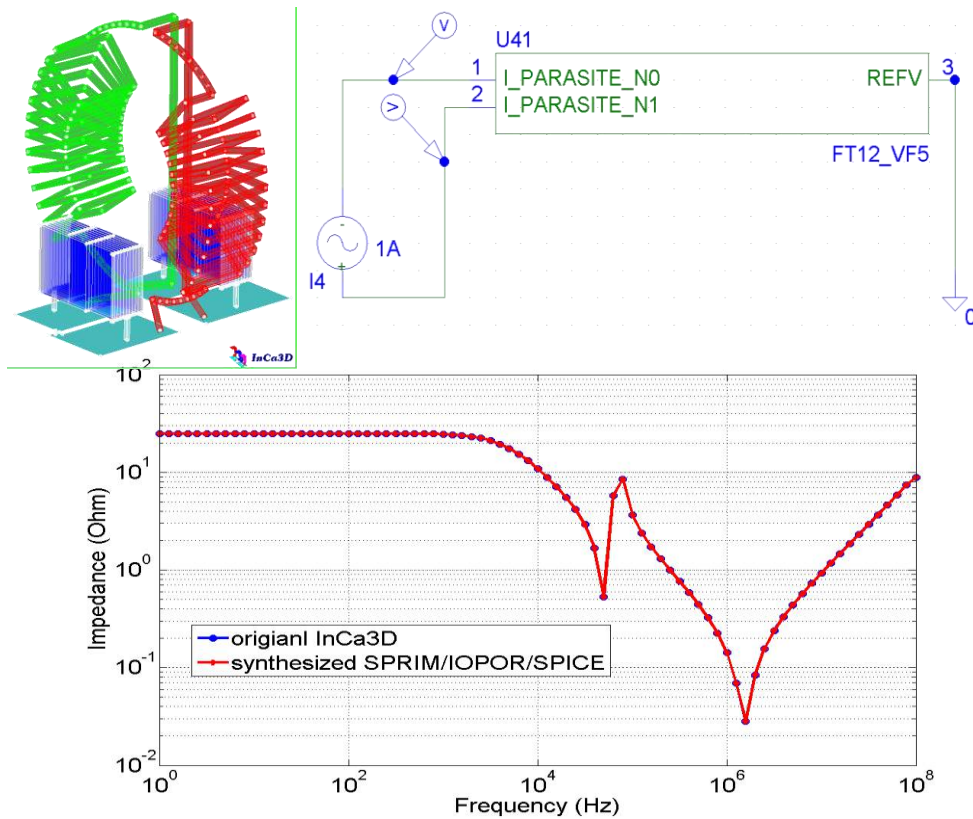 InCa3D
V
U41
1
I_PARASITE_N0
REFV
3
2
I_PARASITE_N1
V
FT12_VF5
1A
I4
0
10^2
10^1
10^0
10^-1
10^-2
Impedance (Ohm)
origianl InCa3D
synthesized SPRIM/IOPOR/SPICE
10^0
10^2
10^4
10^6
10^8
Frequency (Hz)